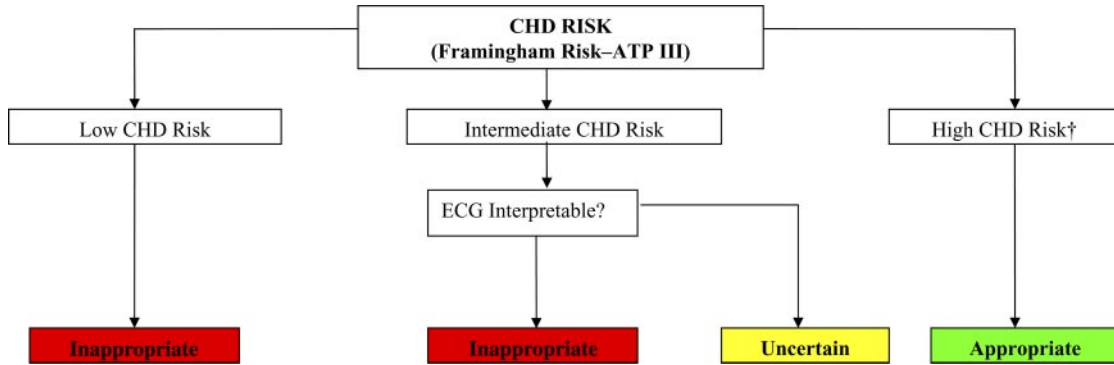 CHD RISK
(Framingham Risk–ATP III)
Low CHD Risk
Intermediate CHD Risk
High CHD Risk†
ECG Interpretable?
Inappropriate
Inappropriate
Uncertain
Appropriate